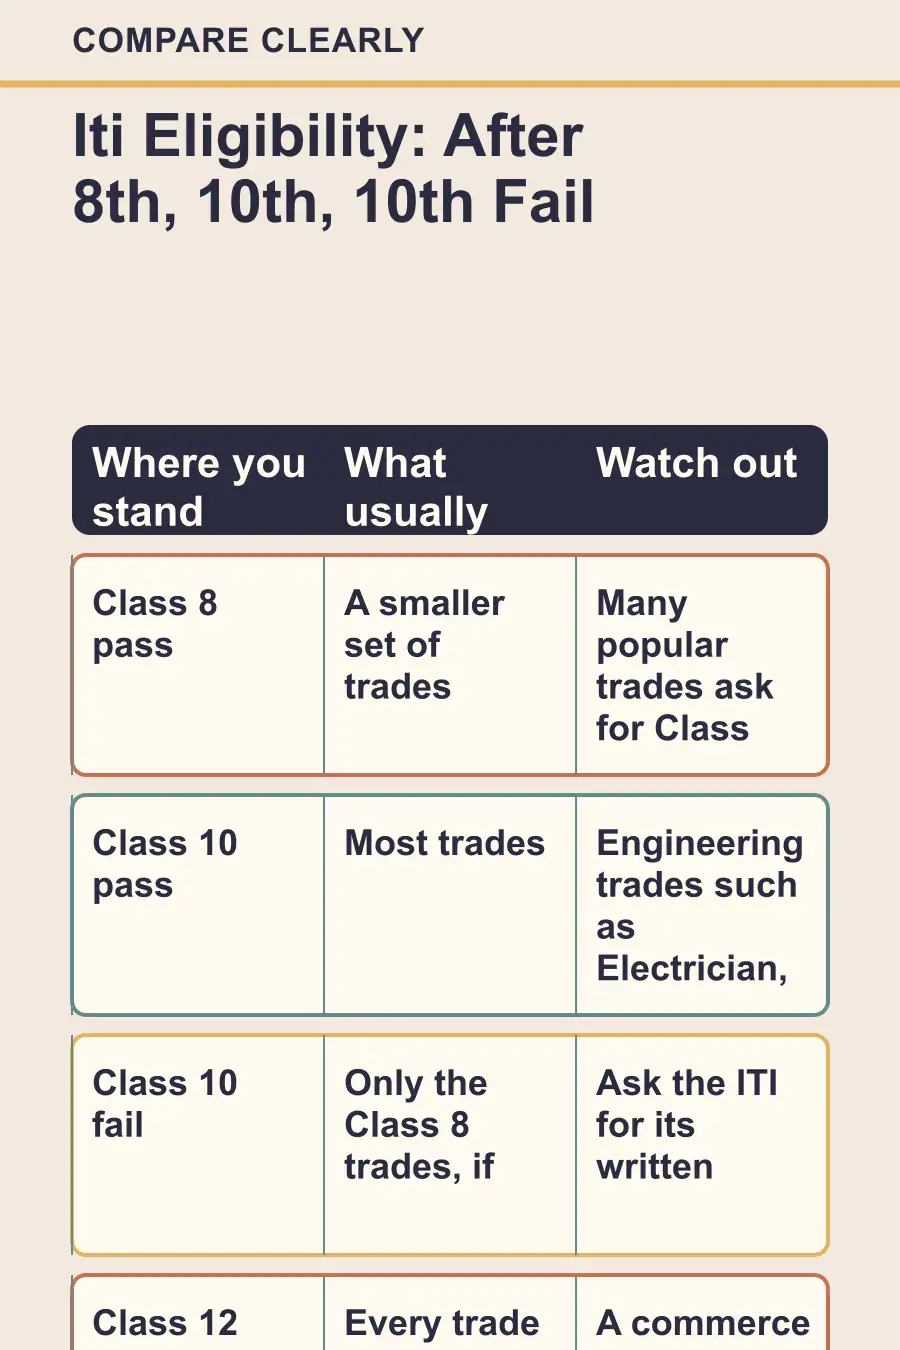 COMPARE CLEARLY
Iti Eligibility: After
8th, 10th, 10th Fail
Where you
stand
What
usually
Watch out
Class 8
pass
A smaller
set of
trades
Many
popular
trades ask
for Class
Class 10
pass
Most trades
Engineering
trades such
as
Electrician,
Class 10
fail
Only the
Class 8
trades, if
Ask the ITI
for its
written
Class 12
Every trade
A commerce